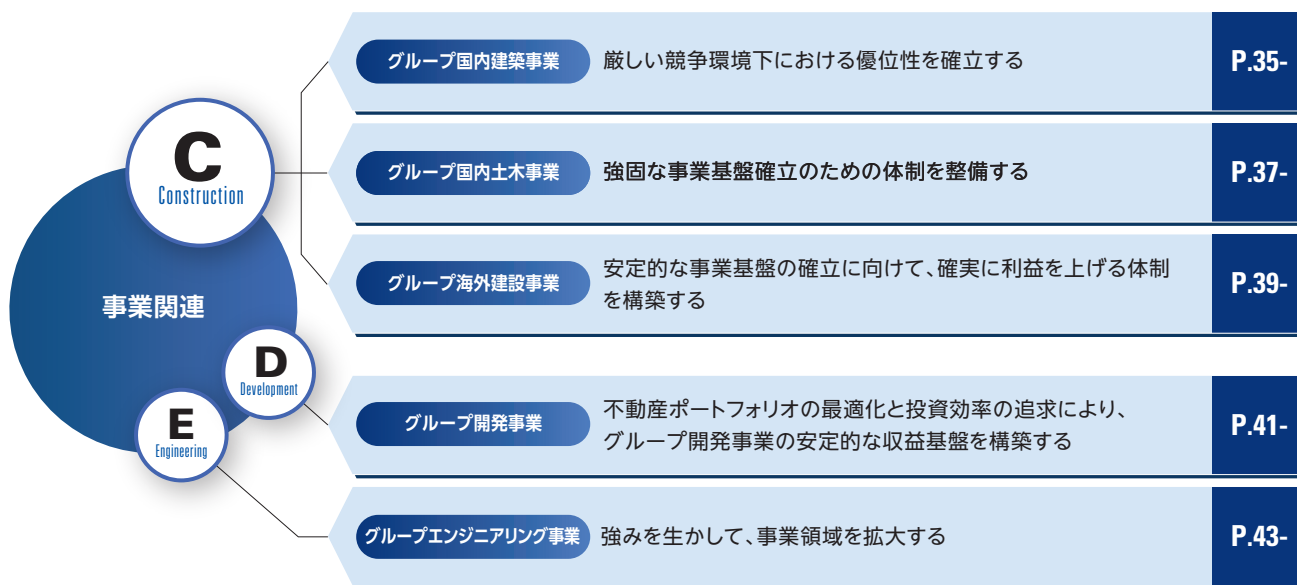 事業関連
C
Construction
グループ国内建築事業
厳しい競争環境下における優位性を確立する
P.35-
グループ国内土木事業
強固な事業基盤確立のための体制を整備する
P.37-
グループ海外建設事業
安定的な事業基盤の確立に向けて、確実に利益を上げる体制
を構築する
P.39-
D
Development
グループ開発事業
不動産ポートフォリオの最適化と投資効率の追求により、
グループ開発事業の安定的な収益基盤を構築する
P.41-
E
Engineering
グループエンジニアリング事業
強みを生かして、事業領域を拡大する
P.43-